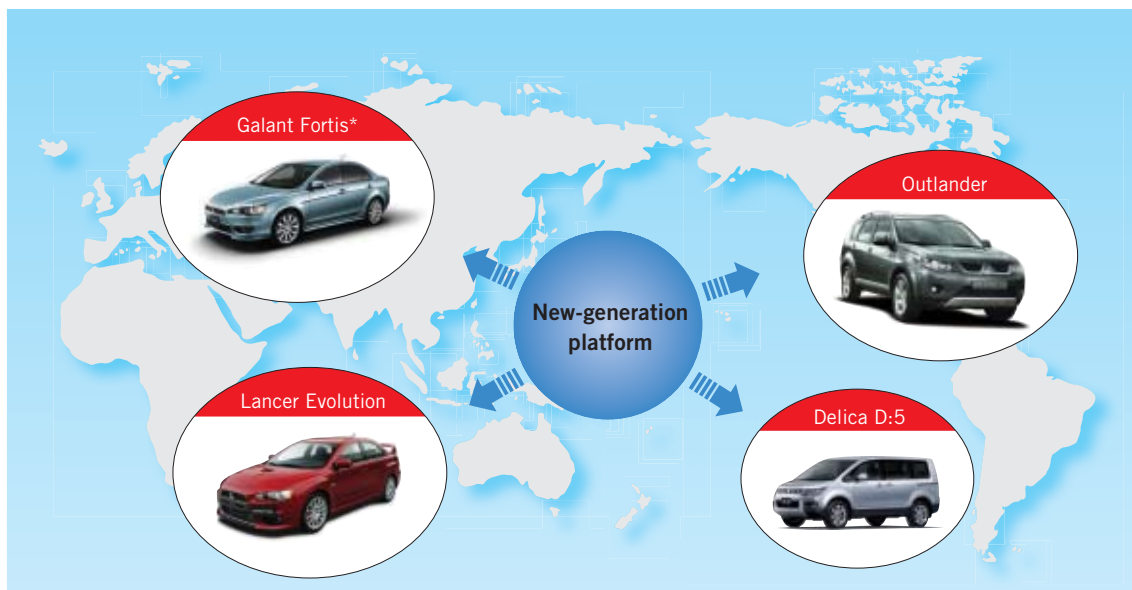 Galant Fortis*
Outlander
New-generation
platform
Lancer Evolution
Delica D:5